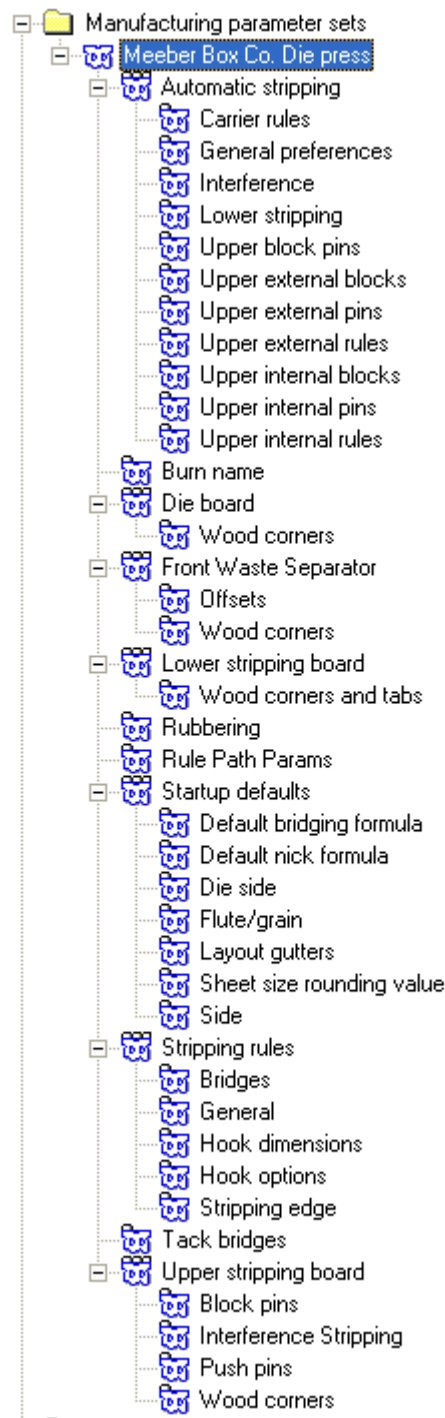 Manufacturing parameter sets
Meeber Box Co. Die press
Automatic stripping
Carrier rules
General preferences
Interference
Lower stripping
Upper block pins
Upper external blocks
Upper external pins
Upper external rules
Upper internal blocks
Upper internal pins
Upper internal rules
Burn name
Die board
Wood corners
Front Waste Separator
Offsets
Wood corners
Lower stripping board
Wood corners and tabs
Rubbering
Rule Path Params
Startup defaults
Default bridging formula
Default nick formula
Die side
Flute/grain
Layout gutters
Sheet size rounding value
Side
Stripping rules
Bridges
General
Hook dimensions
Hook options
Stripping edge
Tack bridges
Upper stripping board
Block pins
Interference Stripping
Push pins
Wood corners